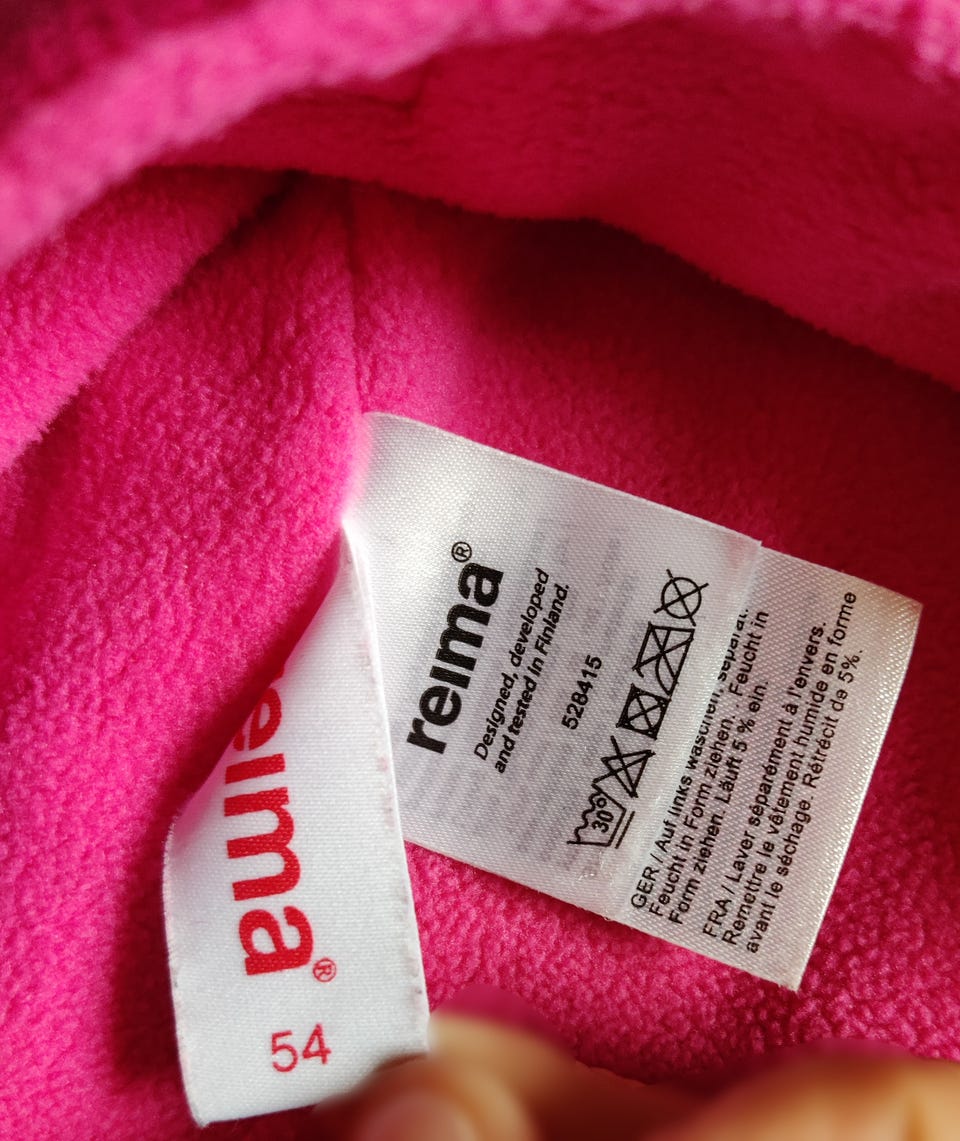 reima®
Designed, developed
and tested in Finland.
528415
30°
GER / Auf links waschen, separat.
Feucht in Form ziehen. . Feucht in
Form ziehen. Läuft 5 % ein.
FRA / Laver séparément à l'envers.
Remettre le vêtement humide en forme
avant le séchage. Rétrécit de 5%.
reima®
54